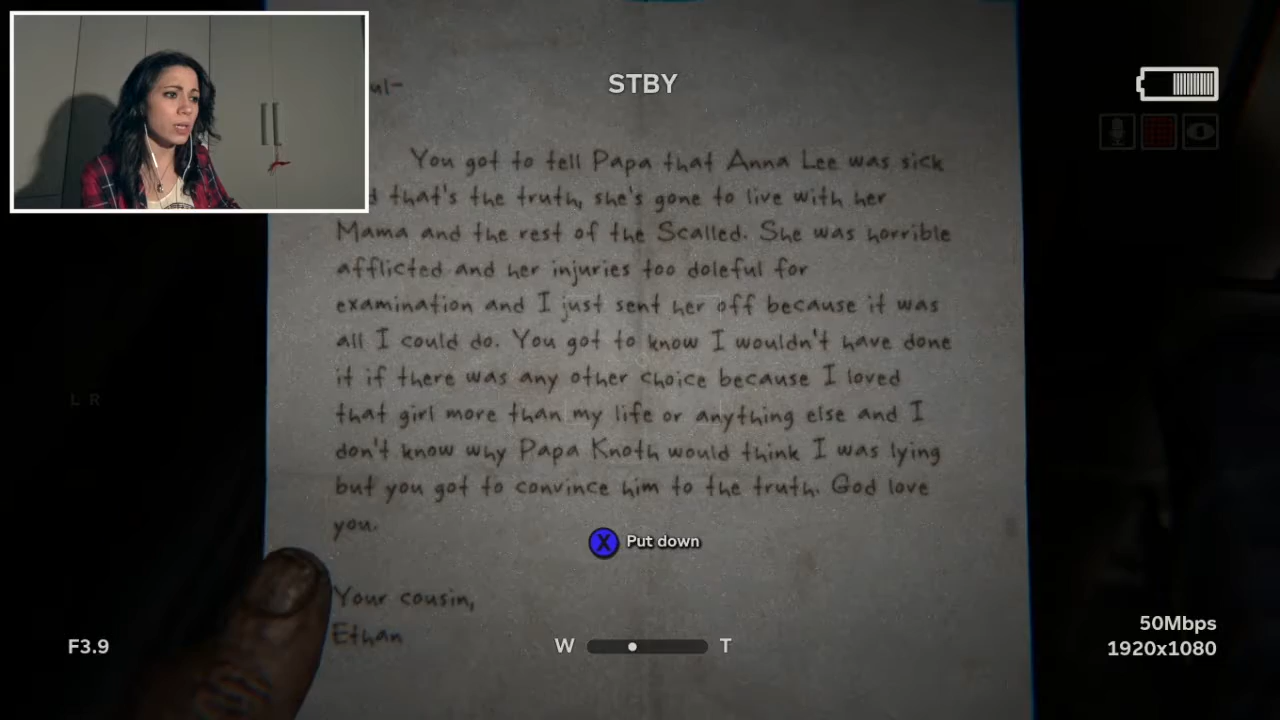 STBY
You got to tell Papa that Anna Lee was sick
that's the truth, she's gone to live with her
Mama and the rest of the Scalled. She was horrible
afflicted and her injuries too doleful for
examination and I just sent her off because it was
all I could do. You got to know I wouldn't have done
it if there was any other choice because I loved
that girl more than my life or anything else and I
don't know why Papa Knoth would think I was lying
but you got to convince him to the truth. God love
you.
X Put down
Your cousin,
Ethan
L R
F3.9
W T
50Mbps
1920x1080